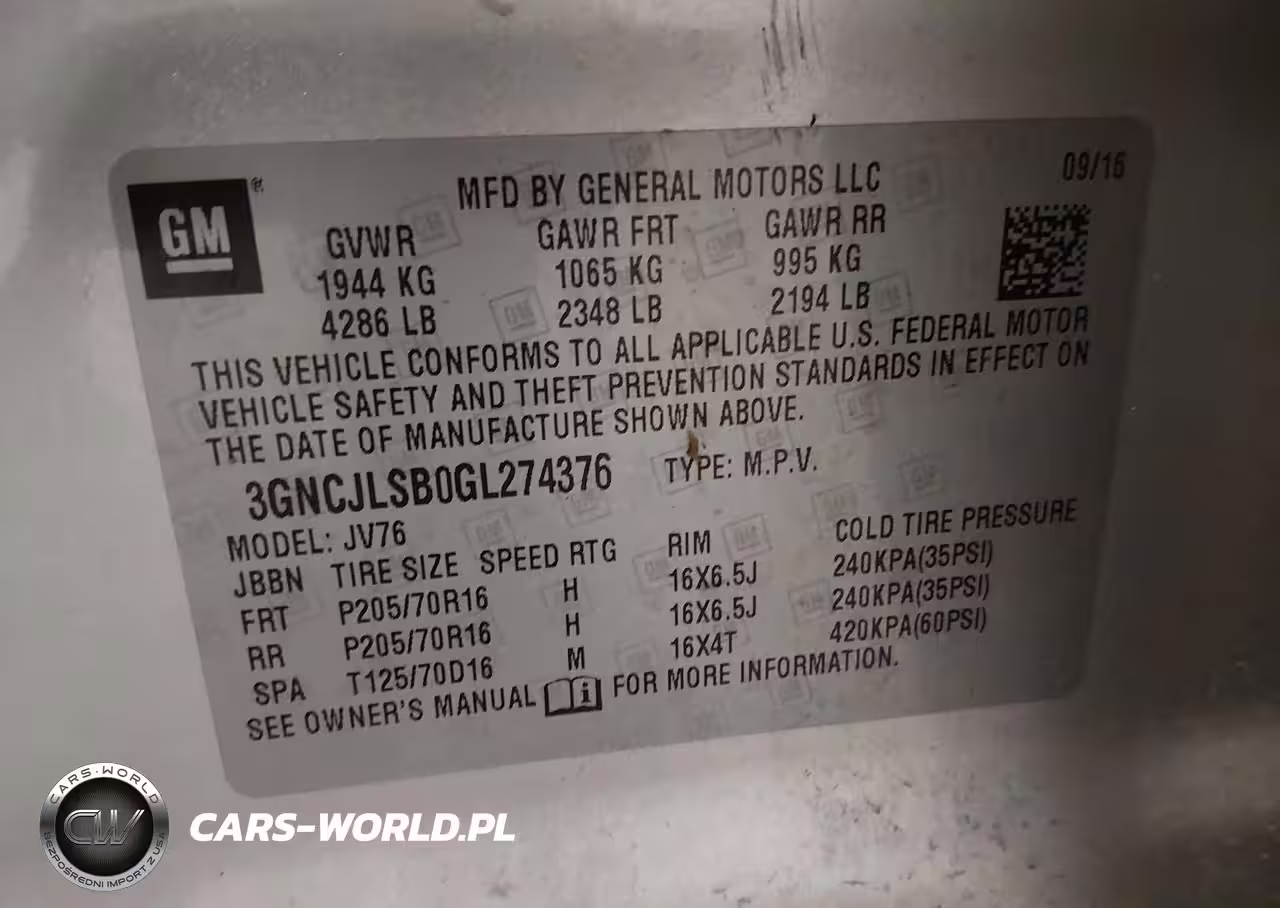 GM®
MFD BY GENERAL MOTORS LLC 09/16
GVWR GAWR FRT GAWR RR
1944 KG 1065 KG 995 KG
4286 LB 2348 LB 2194 LB
THIS VEHICLE CONFORMS TO ALL APPLICABLE U.S. FEDERAL MOTOR
VEHICLE SAFETY AND THEFT PREVENTION STANDARDS IN EFFECT ON
THE DATE OF MANUFACTURE SHOWN ABOVE.
3GNCJLSB0GL274376 TYPE: M.P.V.
MODEL: JV76
JBBN TIRE SIZE SPEED RTG RIM COLD TIRE PRESSURE
FRT P205/70R16 H 16X6.5J 240KPA(35PSI)
RR P205/70R16 H 16X6.5J 240KPA(35PSI)
SPA T125/70D16 M 16X4T 420KPA(60PSI)
SEE OWNER'S MANUAL i FOR MORE INFORMATION.
CARS-WORLD
CW
BEZPOŚREDNI IMPORT Z USA
CARS-WORLD.PL